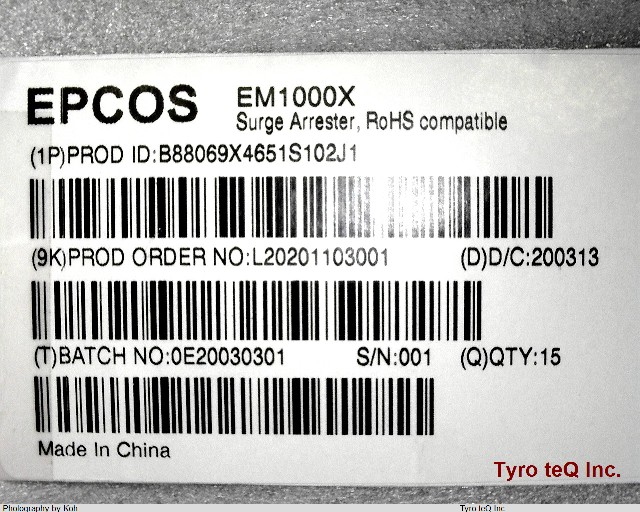 EPCOS EM1000X
Surge Arrester, RoHS compatible
(1P)PROD ID:B88069X4651S102J1
(9K)PROD ORDER NO:L20201103001 (D)D/C:200313
(T)BATCH NO:0E20030301 S/N:001 (Q)QTY:15
Made In China
Tyro teQ Inc.
Photography by Koh Tyro teQ Inc